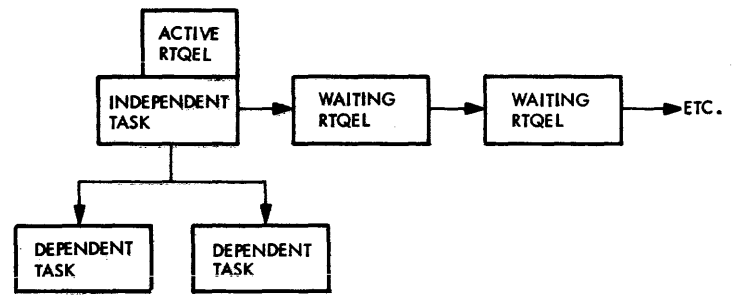 ACTIVE
RTQEL
INDEPENDENT
TASK
WAITING
RTQEL
WAITING
RTQEL
ETC.
DEPENDENT
TASK
DEPENDENT
TASK